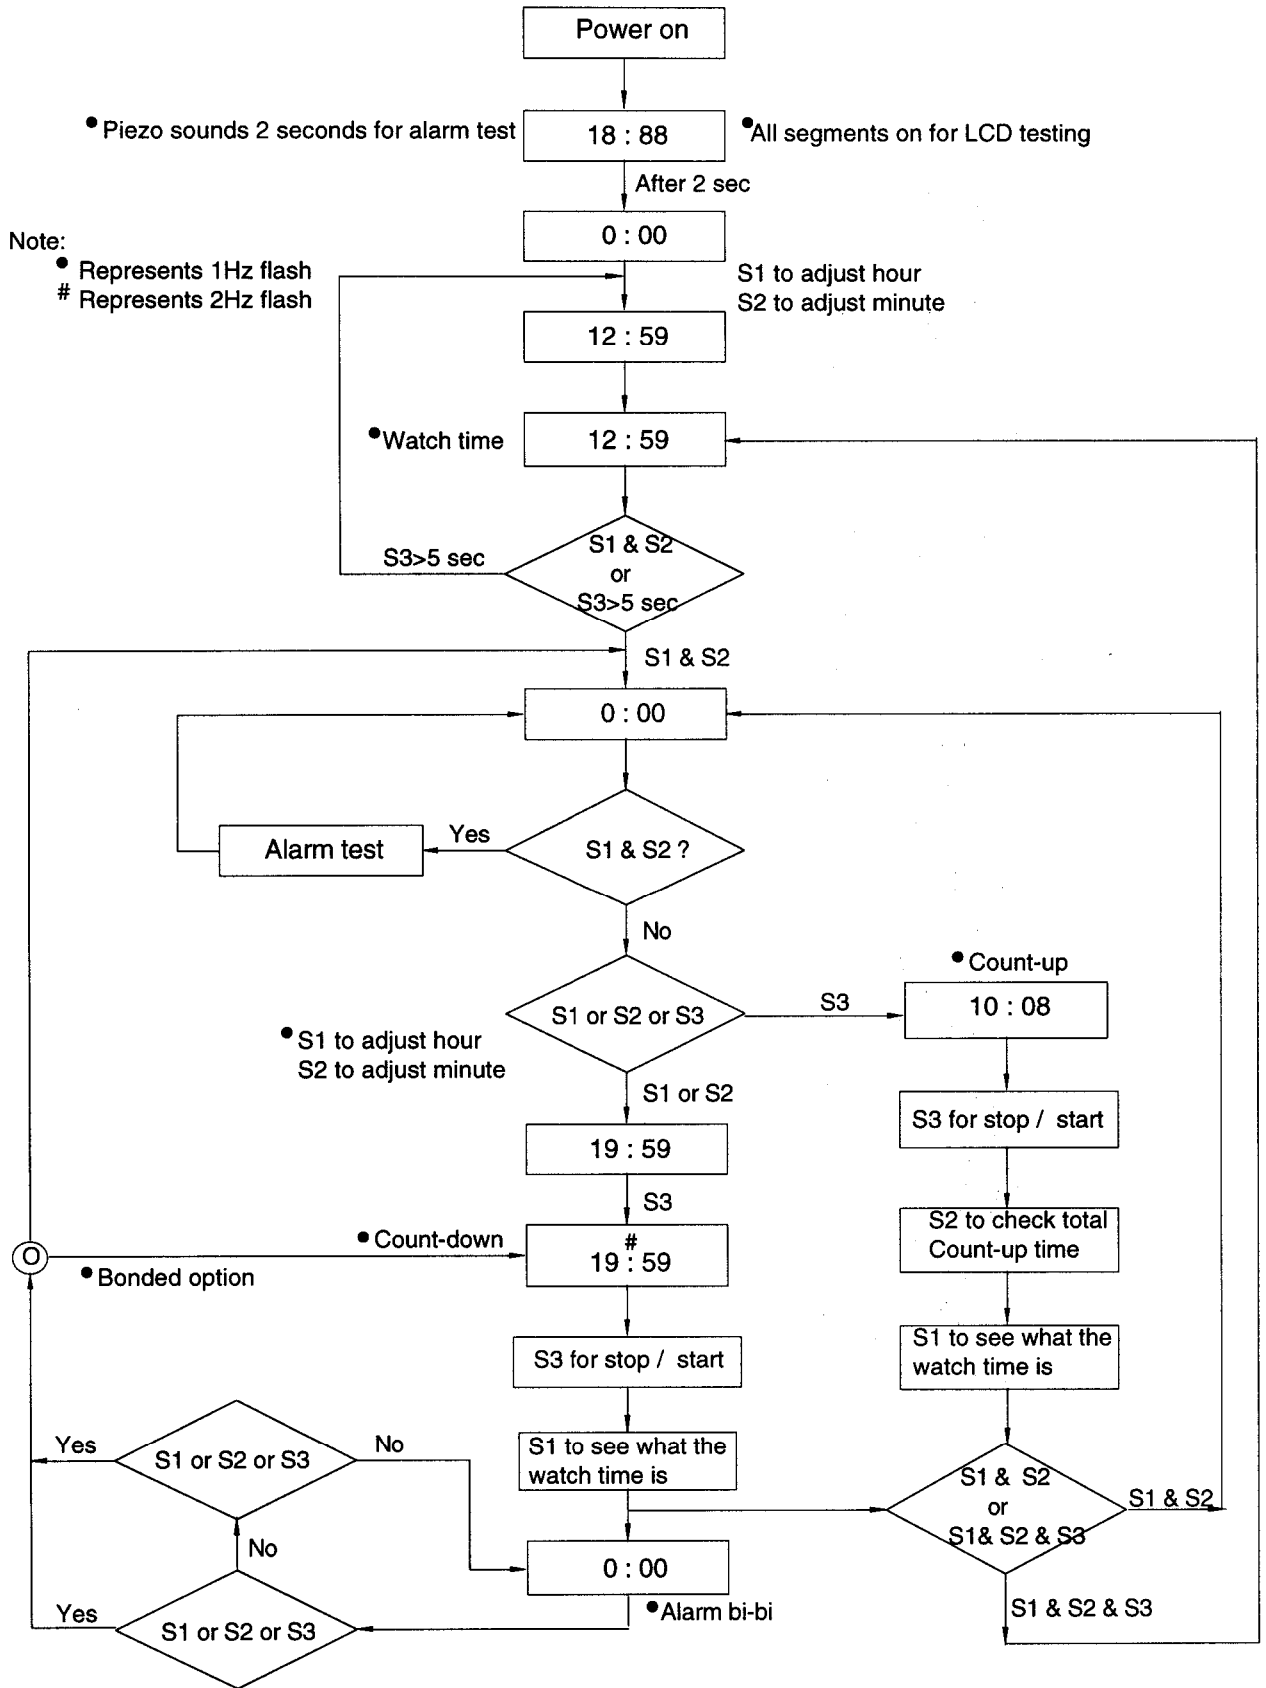 Power on
● Piezo sounds 2 seconds for alarm test
18 : 88
● All segments on for LCD testing
After 2 sec
0 : 00
Note:
● Represents 1Hz flash
# Represents 2Hz flash
S1 to adjust hour
S2 to adjust minute
12 : 59
● Watch time
12 : 59
S3>5 sec
S1 & S2
or
S3>5 sec
S1 & S2
0 : 00
Alarm test
Yes
S1 & S2 ?
No
S1 or S2 or S3
S3
● Count-up
10 : 08
● S1 to adjust hour
S2 to adjust minute
S1 or S2
S3 for stop / start
19 : 59
S3
S2 to check total
Count-up time
O
● Count-down
#
19 : 59
● Bonded option
S3 for stop / start
S1 to see what the
watch time is
Yes
S1 or S2 or S3
No
S1 to see what the
watch time is
S1 & S2
or
S1& S2 & S3
S1 & S2
No
0 : 00
Yes
S1 or S2 or S3
● Alarm bi-bi
S1 & S2 & S3